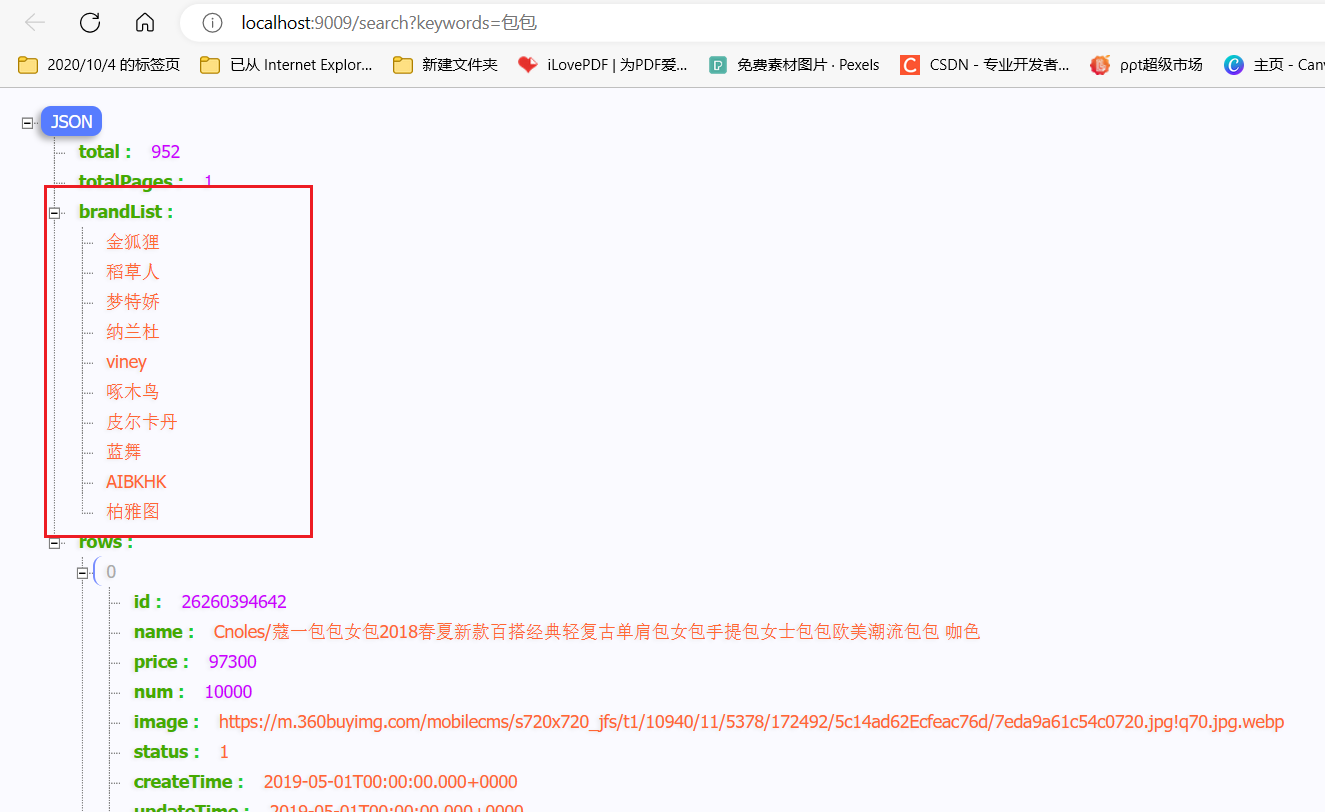 localhost:9009/search?keywords=包包
2020/10/4 的标签页 已从 Internet Explor... 新建文件夹 iLovePDF | 为PDF爱... 免费素材图片 · Pexels CSDN - 专业开发者... ρρt超级市场 主页 - Can
JSON
total : 952
totalPages : 1
brandList :
金狐狸
稻草人
梦特娇
纳兰杜
viney
啄木鸟
皮尔卡丹
蓝舞
AIBKHK
柏雅图
rows :
0
id : 26260394642
name : Cnoles/蔻一包包女包2018春夏新款百搭经典轻复古单肩包女包手提包女士包包欧美潮流包包 咖色
price : 97300
num : 10000
image : https://m.360buyimg.com/mobilecms/s720x720_jfs/t1/10940/11/5378/172492/5c14ad62Ecfeac76d/7eda9a61c54c0720.jpg!q70.jpg.webp
status : 1
createTime : 2019-05-01T00:00:00.000+0000
updateTime : 2019-05-01T00:00:00.000+0000